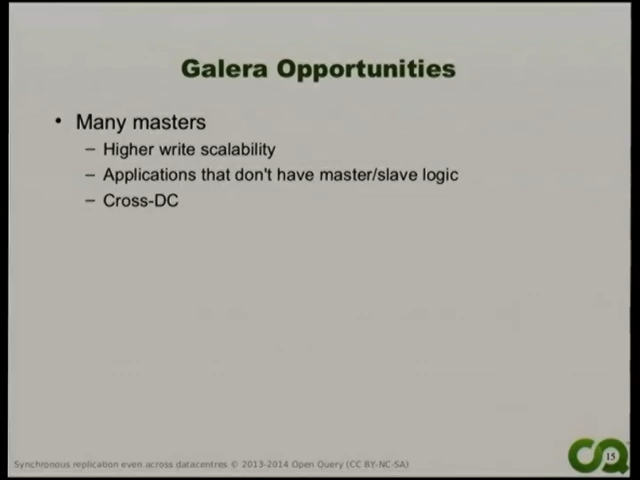 Galera Opportunities
• Many masters
– Higher write scalability
– Applications that don't have master/slave logic
– Cross-DC
Synchronous replication even across datacentres © 2013-2014 Open Query (CC BY-NC-SA)
15